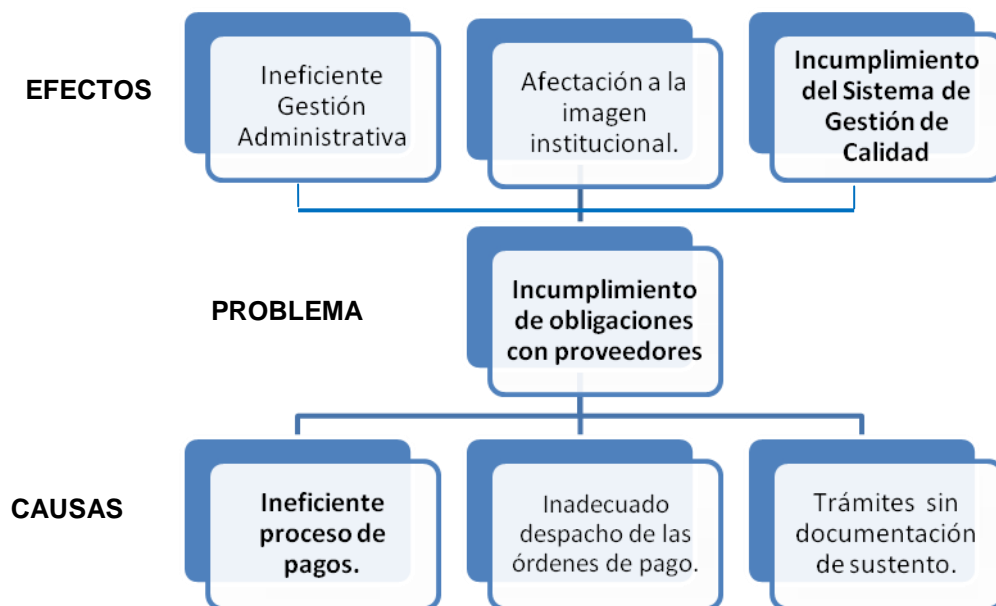 EFECTOS
Ineficiente
Gestión
Administrativa
Afectación a la
imagen
institucional.
Incumplimiento
del Sistema de
Gestión de
Calidad
PROBLEMA
Incumplimiento
de obligaciones
con proveedores
CAUSAS
Ineficiente
proceso de
pagos.
Inadecuado
despacho de las
órdenes de pago.
Trámites sin
documentación
de sustento.